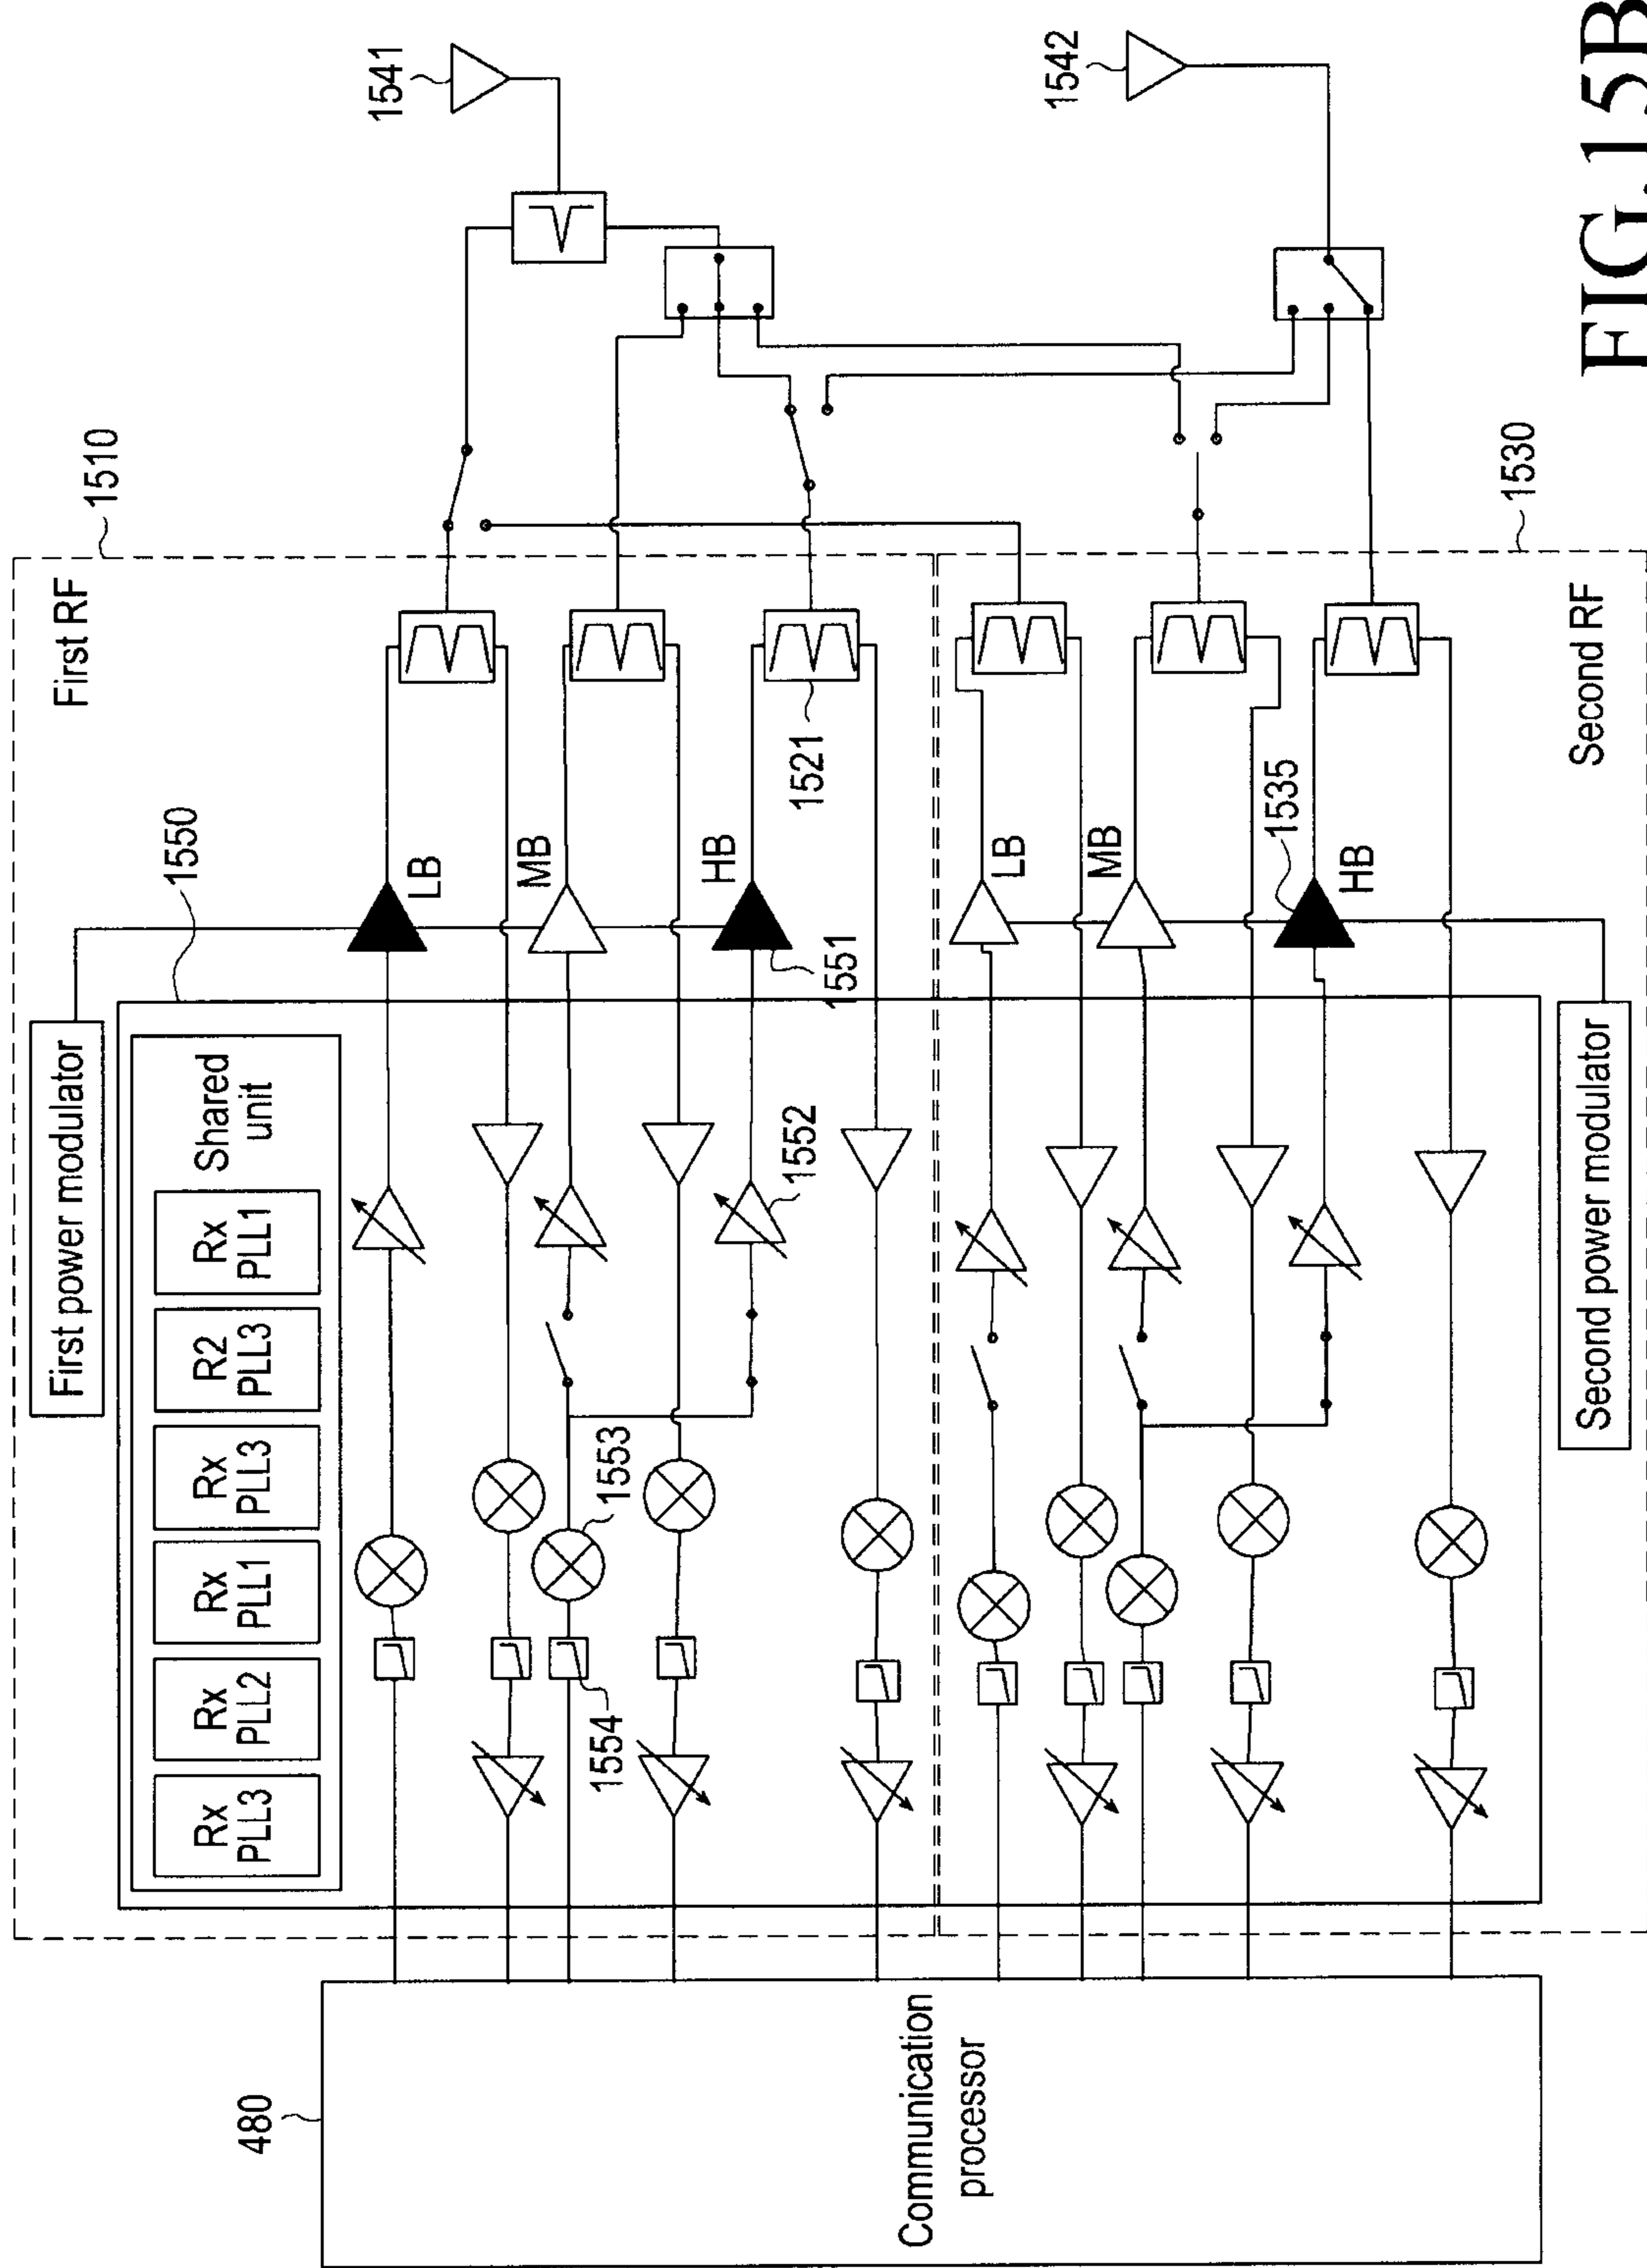 480
Communication
processor
1550
1510
First RF
First power modulator
Shared
unit
Rx
PLL3
Rx
PLL2
Rx
PLL1
Rx
PLL3
R2
PLL3
Rx
PLL1
LB
MB
HB
1551
1552
1553
1554
1521
1541
1542
LB
MB
HB
1535
Second RF
1530
Second power modulator
FIG.15B